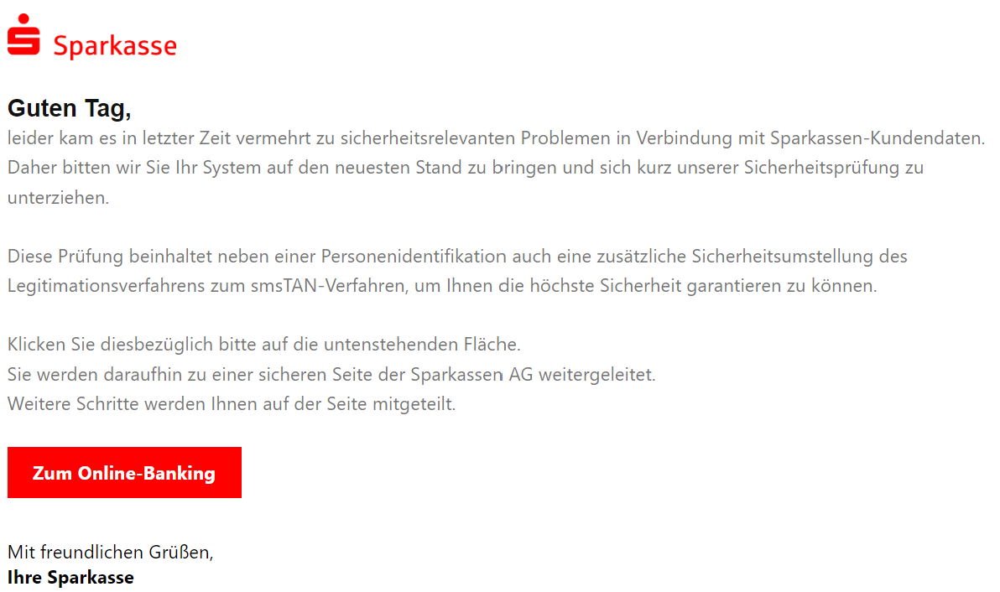 Sparkasse
Guten Tag,
leider kam es in letzter Zeit vermehrt zu sicherheitsrelevanten Problemen in Verbindung mit Sparkassen-Kundendaten.
Daher bitten wir Sie Ihr System auf den neuesten Stand zu bringen und sich kurz unserer Sicherheitsprüfung zu
unterziehen.
Diese Prüfung beinhaltet neben einer Personenidentifikation auch eine zusätzliche Sicherheitsumstellung des
Legitimationsverfahrens zum smsTAN-Verfahren, um Ihnen die höchste Sicherheit garantieren zu können.
Klicken Sie diesbezüglich bitte auf die untenstehenden Fläche.
Sie werden daraufhin zu einer sicheren Seite der Sparkassen AG weitergeleitet.
Weitere Schritte werden Ihnen auf der Seite mitgeteilt.
Zum Online-Banking
Mit freundlichen Grüßen,
Ihre Sparkasse